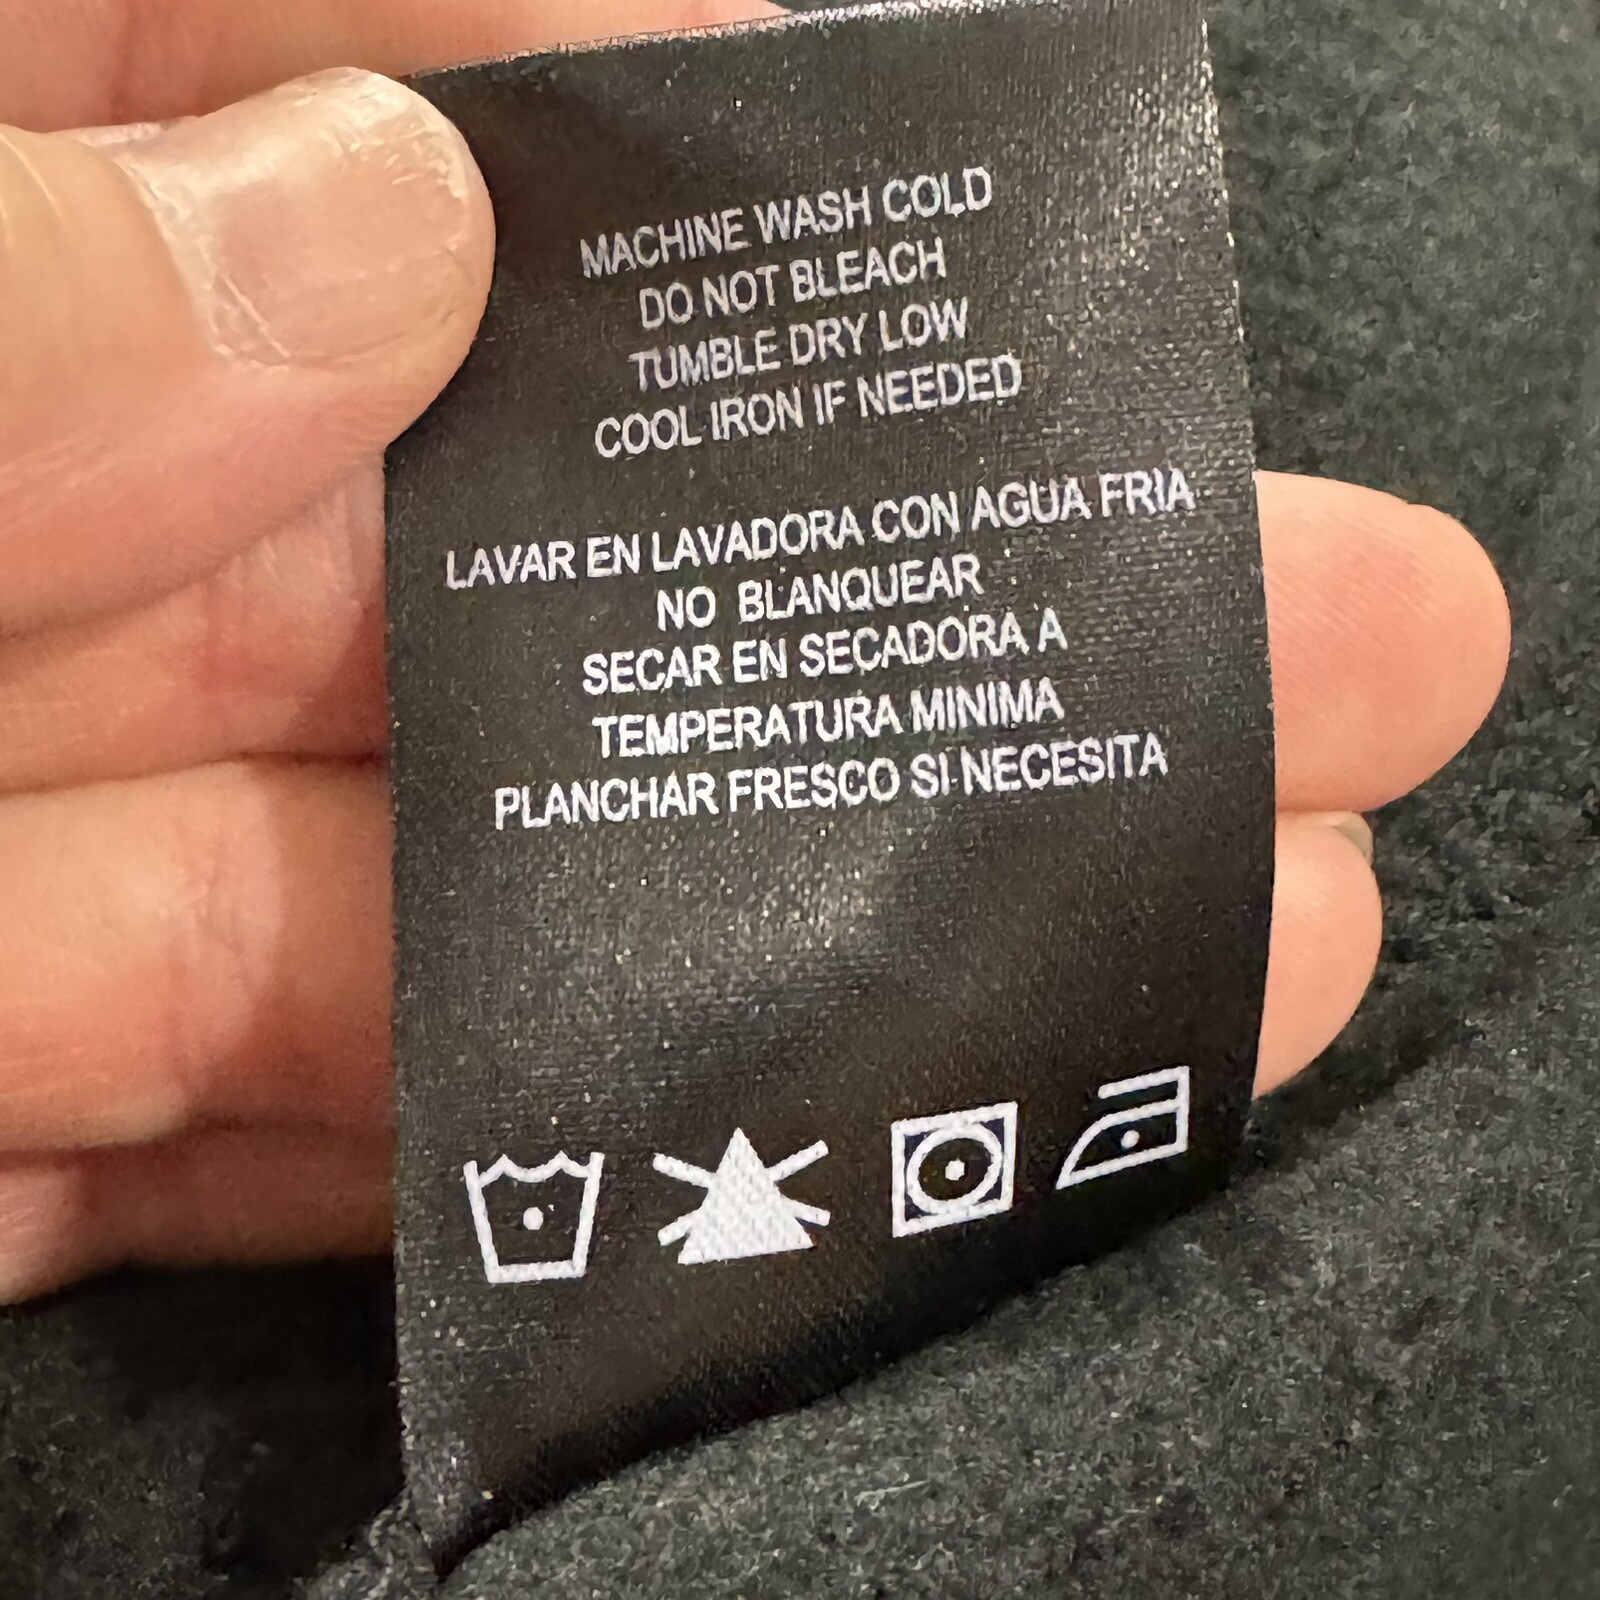 MACHINE WASH COLD
DO NOT BLEACH
TUMBLE DRY LOW
COOL IRON IF NEEDED
LAVAR EN LAVADORA CON AGUA FRIA
NO BLANQUEAR
SECAR EN SECADORA A
TEMPERATURA MINIMA
PLANCHAR FRESCO SI NECESITA